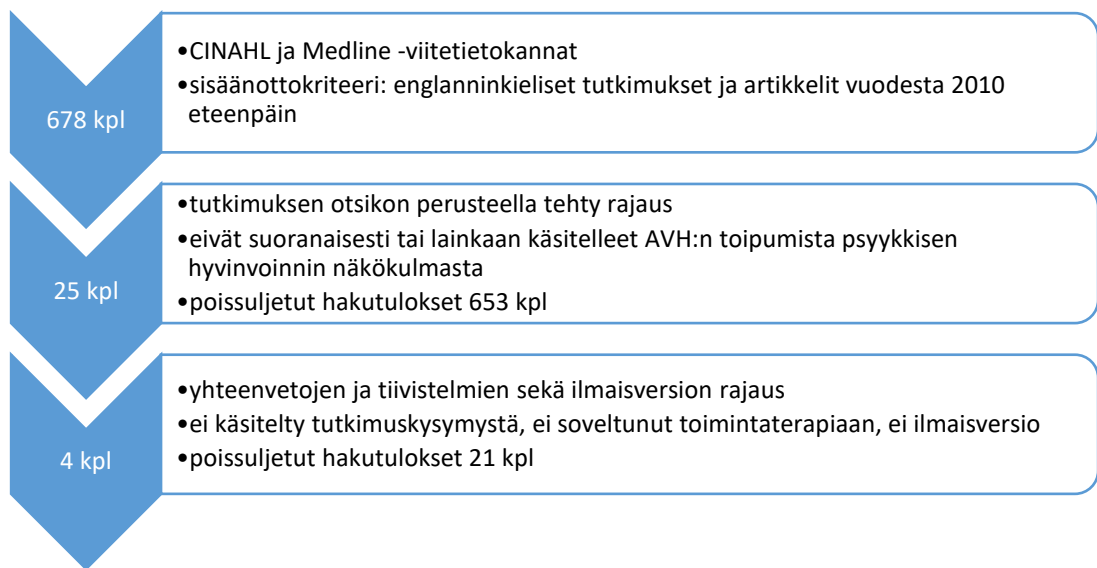 678 kpl
•CINAHL ja Medline -viitetietokannat
•sisäänottokriteeri: englanninkieliset tutkimukset ja artikkelit vuodesta 2010
eteenpäin
25 kpl
•tutkimuksen otsikon perusteella tehty rajaus
•eivät suoranaisesti tai lainkaan käsitelleet AVH:n toipumista psyykkisen
hyvinvoinnin näkökulmasta
•poissuljetut hakutulokset 653 kpl
4 kpl
•yhteenvetojen ja tiivistelmien sekä ilmaisversion rajaus
•ei käsitelty tutkimuskysymystä, ei soveltunut toimintaterapiaan, ei ilmaisversio
•poissuljetut hakutulokset 21 kpl